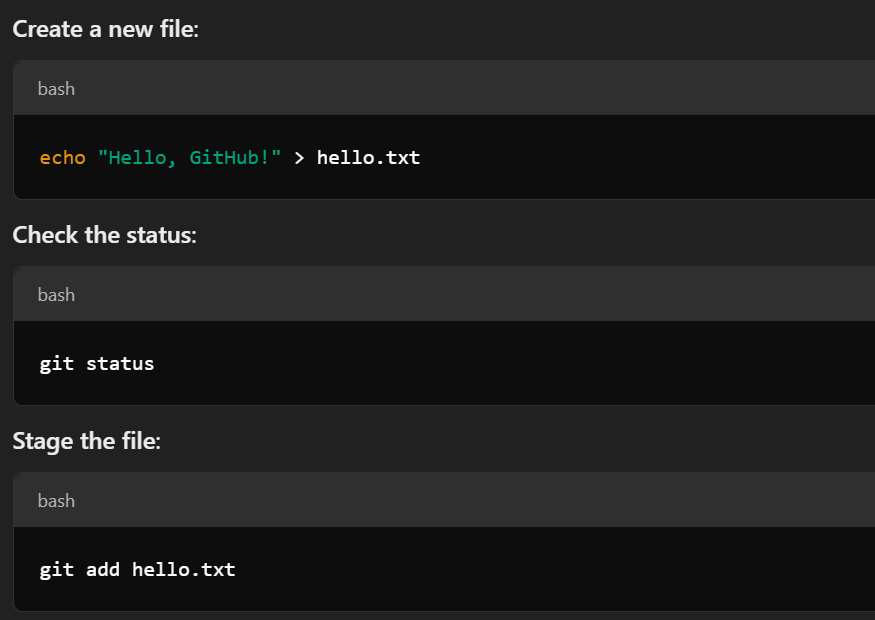 Create a new file:
bash
echo "Hello, GitHub!" > hello.txt
Check the status:
bash
git status
Stage the file:
bash
git add hello.txt